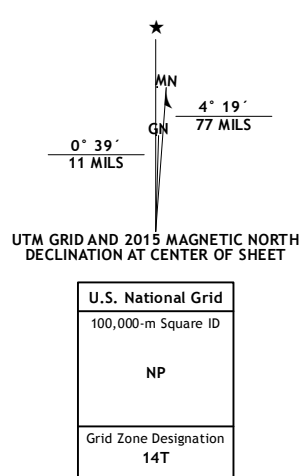 MN
4° 19´
77 MILS
GN
0° 39´
11 MILS
UTM GRID AND 2015 MAGNETIC NORTH
DECLINATION AT CENTER OF SHEET
U.S. National Grid
100,000-m Square ID
NP
Grid Zone Designation
14T